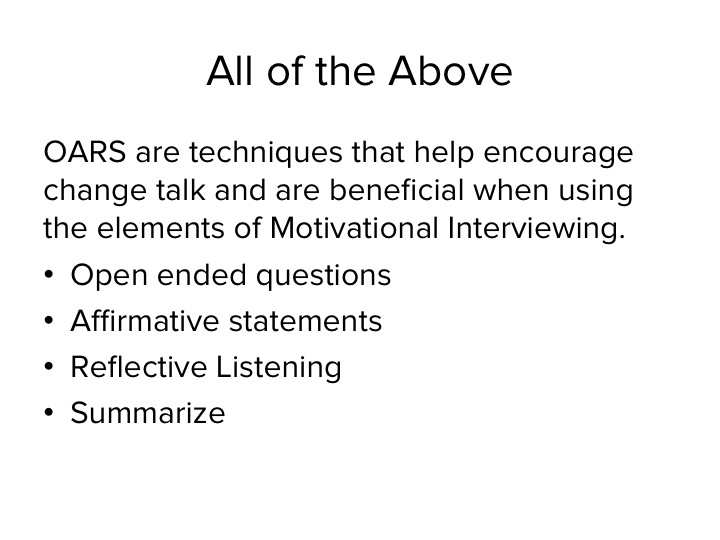 All of the Above
OARS are techniques that help encourage
change talk and are beneficial when using
the elements of Motivational Interviewing.
• Open ended questions
• Affirmative statements
• Reflective Listening
• Summarize